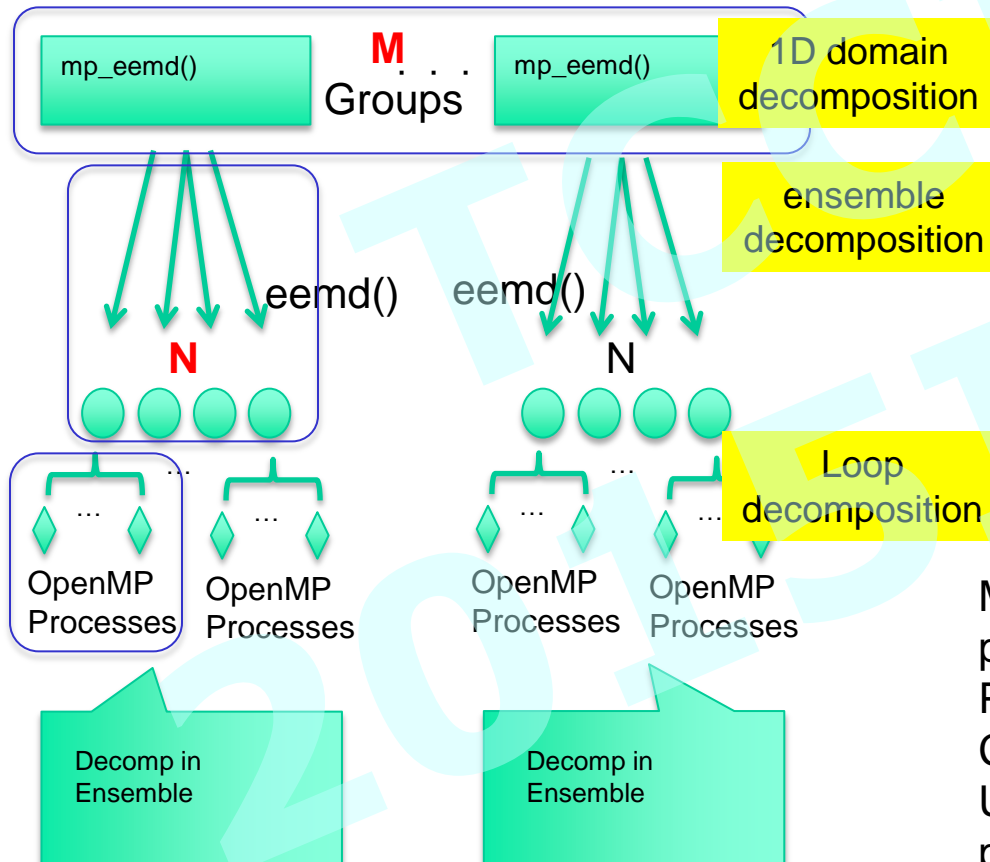 mp_eemd()
M
. . .
Groups
mp_eemd()
1D domain
decomposition
ensemble
decomposition
eemd()
eemd()
N
N
...
...
Loop
decomposition
...
...
...
...
OpenMP
Processes
OpenMP
Processes
OpenMP
Processes
OpenMP
Processes
Decomp in
Ensemble
Decomp in
Ensemble